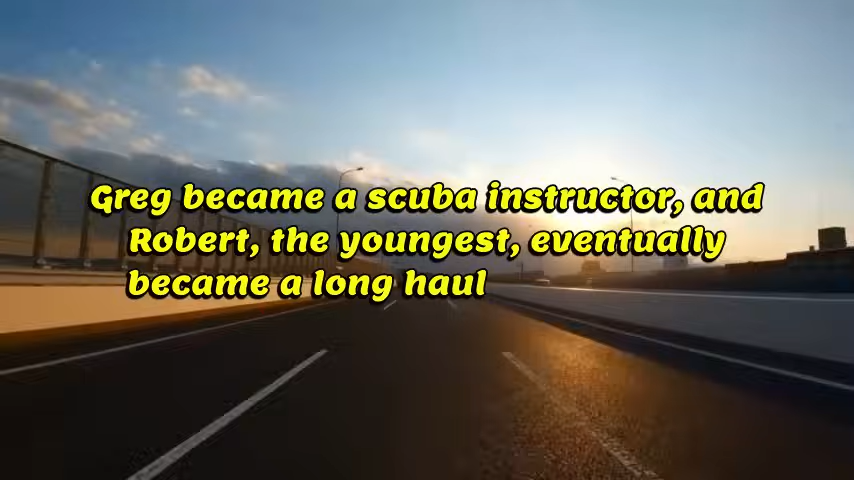 Greg became a scuba instructor, and
Robert, the youngest, eventually
became a long haul